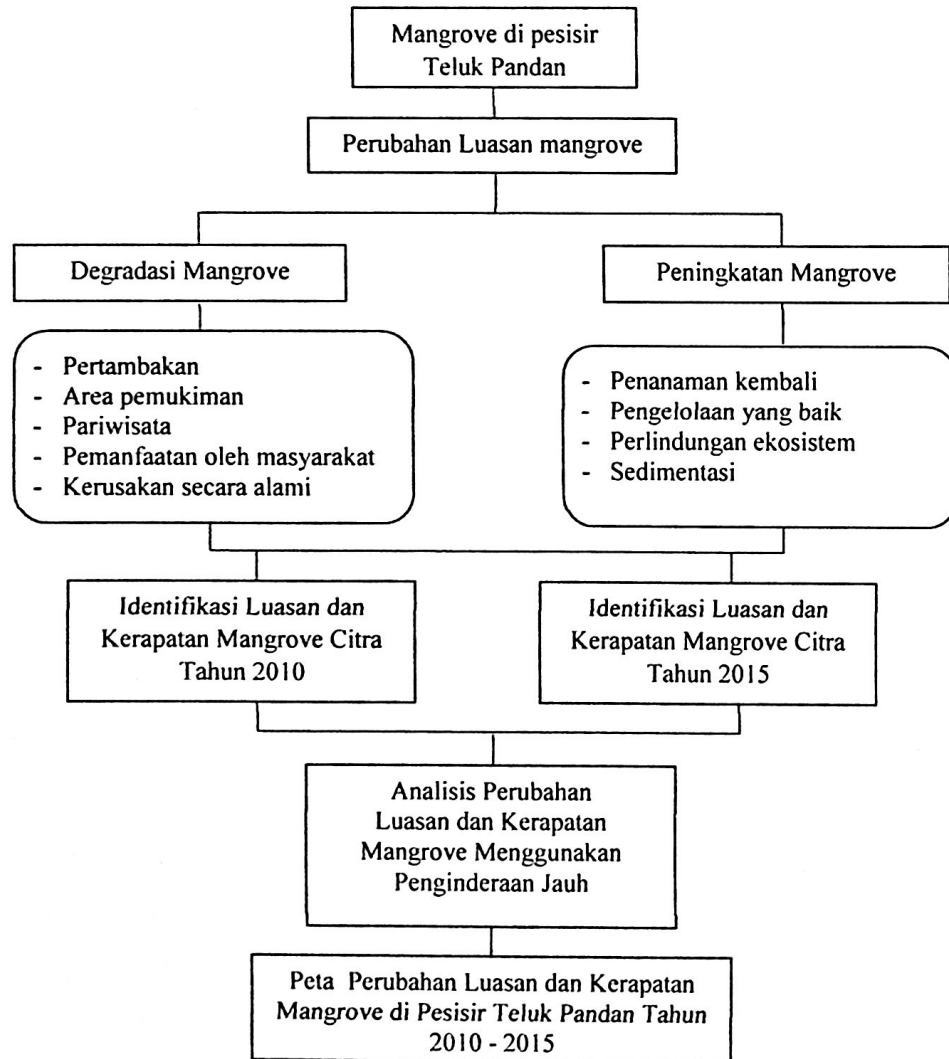 Mangrove di pesisir
Teluk Pandan
Perubahan Luasan mangrove
Degradasi Mangrove
Peningkatan Mangrove
- Pertambakan
- Area pemukiman
- Pariwisata
- Pemanfaatan oleh masyarakat
- Kerusakan secara alami
- Penanaman kembali
- Pengelolaan yang baik
- Perlindungan ekosistem
- Sedimentasi
Identifikasi Luasan dan
Kerapatan Mangrove Citra
Tahun 2010
Identifikasi Luasan dan
Kerapatan Mangrove Citra
Tahun 2015
Analisis Perubahan
Luasan dan Kerapatan
Mangrove Menggunakan
Penginderaan Jauh
Peta Perubahan Luasan dan Kerapatan
Mangrove di Pesisir Teluk Pandan Tahun
2010 - 2015